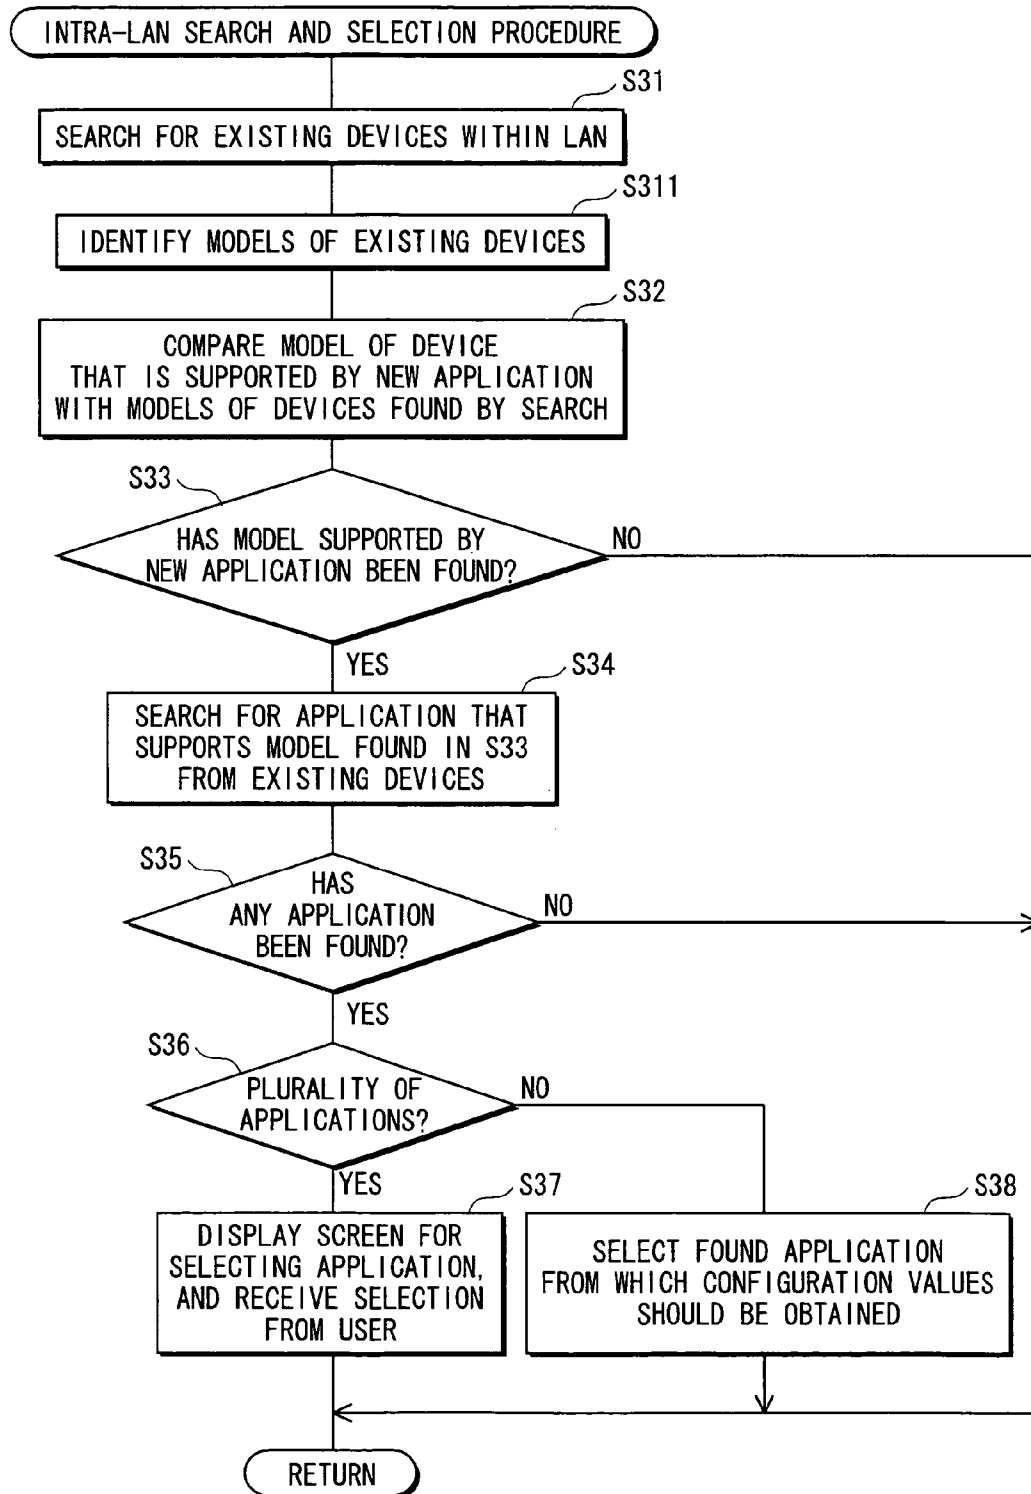 INTRA-LAN SEARCH AND SELECTION PROCEDURE
S31
SEARCH FOR EXISTING DEVICES WITHIN LAN
S311
IDENTIFY MODELS OF EXISTING DEVICES
S32
COMPARE MODEL OF DEVICE
THAT IS SUPPORTED BY NEW APPLICATION
WITH MODELS OF DEVICES FOUND BY SEARCH
S33
HAS MODEL SUPPORTED BY
NEW APPLICATION BEEN FOUND?
NO
YES
S34
SEARCH FOR APPLICATION THAT
SUPPORTS MODEL FOUND IN S33
FROM EXISTING DEVICES
S35
HAS
ANY APPLICATION
BEEN FOUND?
NO
YES
S36
PLURALITY OF
APPLICATIONS?
NO
YES
S37
DISPLAY SCREEN FOR
SELECTING APPLICATION,
AND RECEIVE SELECTION
FROM USER
S38
SELECT FOUND APPLICATION
FROM WHICH CONFIGURATION VALUES
SHOULD BE OBTAINED
RETURN